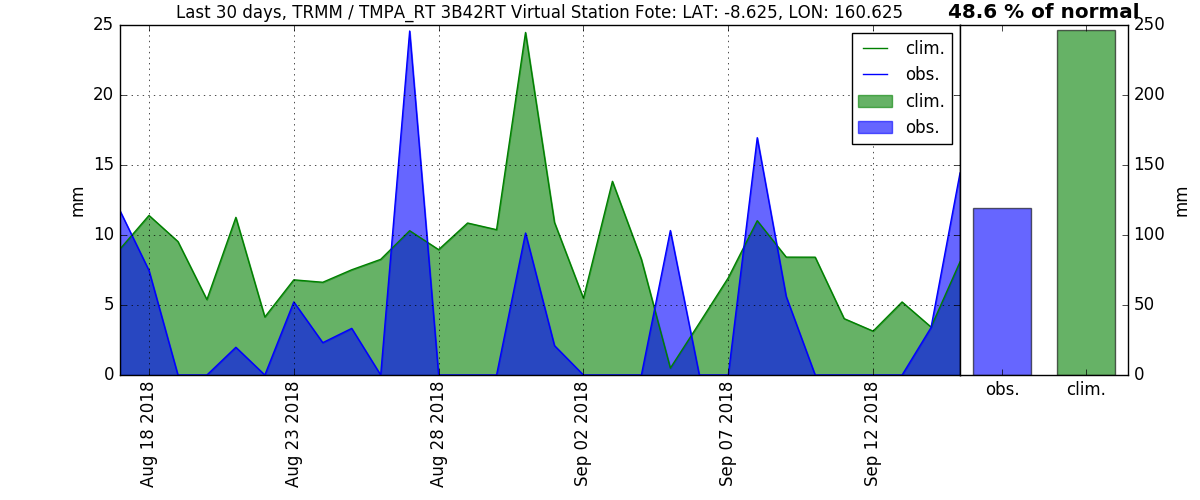 Last 30 days, TRMM / TMPA_RT 3B42RT Virtual Station Fote: LAT: -8.625, LON: 160.625
48.6 % of normal
25
20
15
10
5
0
mm
clim.
obs.
clim.
obs.
250
200
150
100
50
0
mm
Aug 18 2018
Aug 23 2018
Aug 28 2018
Sep 02 2018
Sep 07 2018
Sep 12 2018
obs.
clim.